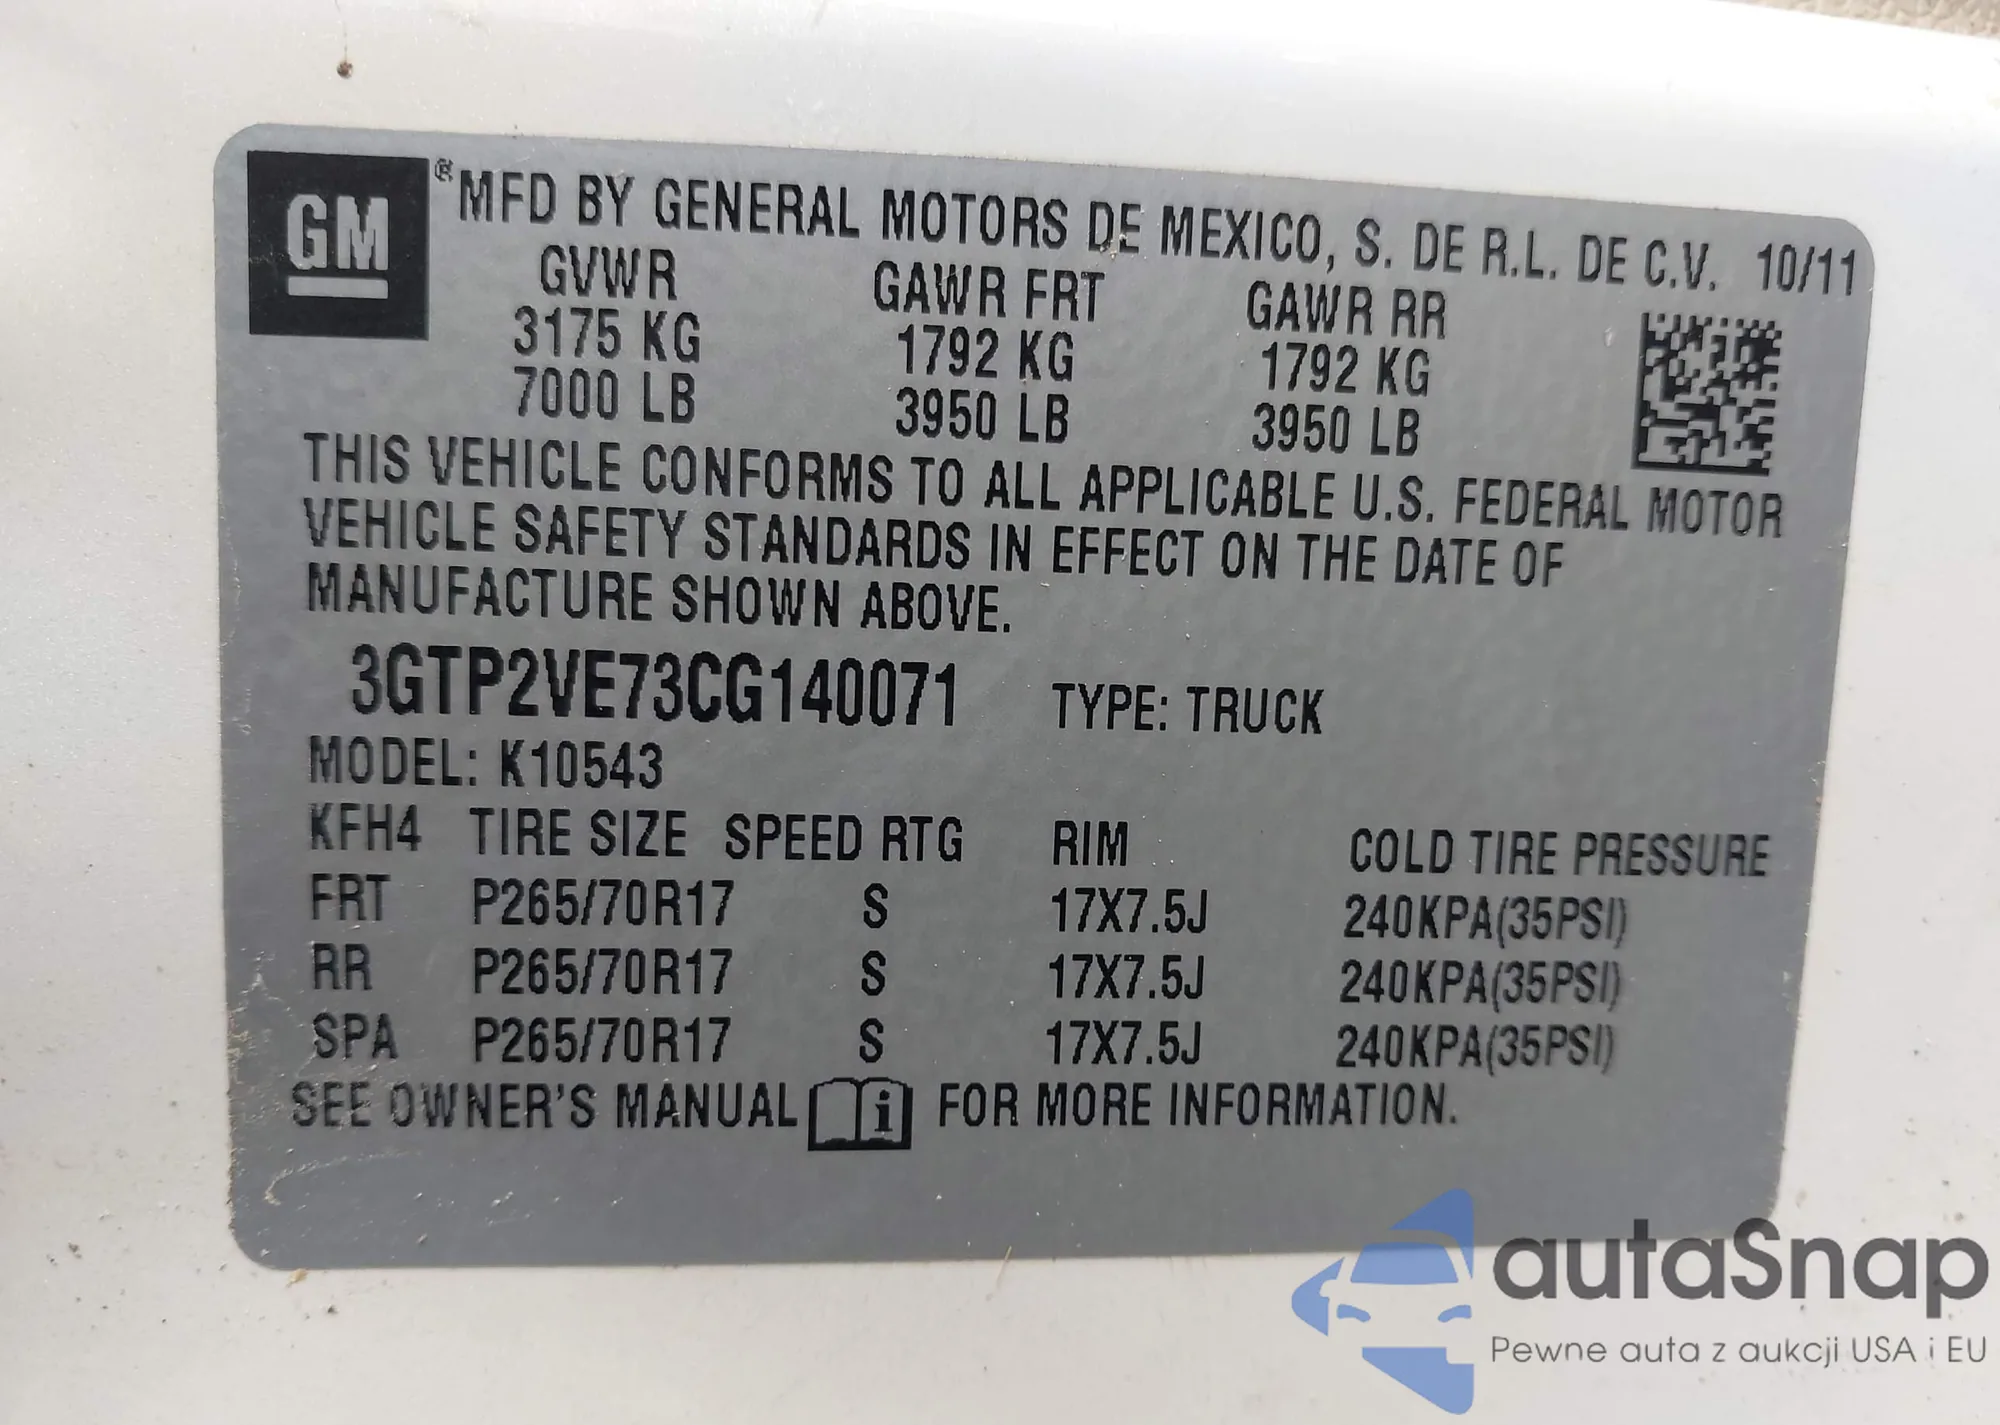 GM ® MFD BY GENERAL MOTORS DE MEXICO, S. DE R.L. DE C.V. 10/11
GVWR GAWR FRT GAWR RR
3175 KG 1792 KG 1792 KG
7000 LB 3950 LB 3950 LB
THIS VEHICLE CONFORMS TO ALL APPLICABLE U.S. FEDERAL MOTOR
VEHICLE SAFETY STANDARDS IN EFFECT ON THE DATE OF
MANUFACTURE SHOWN ABOVE.
3GTP2VE73CG140071 TYPE: TRUCK
MODEL: K10543
KFH4 TIRE SIZE SPEED RTG RIM COLD TIRE PRESSURE
FRT P265/70R17 S 17X7.5J 240KPA(35PSI)
RR P265/70R17 S 17X7.5J 240KPA(35PSI)
SPA P265/70R17 S 17X7.5J 240KPA(35PSI)
SEE OWNER'S MANUAL i FOR MORE INFORMATION.
autaSnap
Pewne auta z aukcji USA i EU